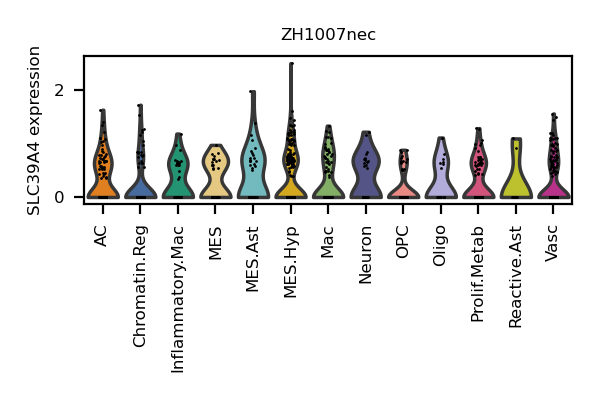 ZH1007nec
SLC39A4 expression
2
0
AC
Chromatin.Reg
Inflammatory.Mac
MES
MES.Ast
MES.Hyp
Mac
Neuron
OPC
Oligo
Prolif.Metab
Reactive.Ast
Vasc